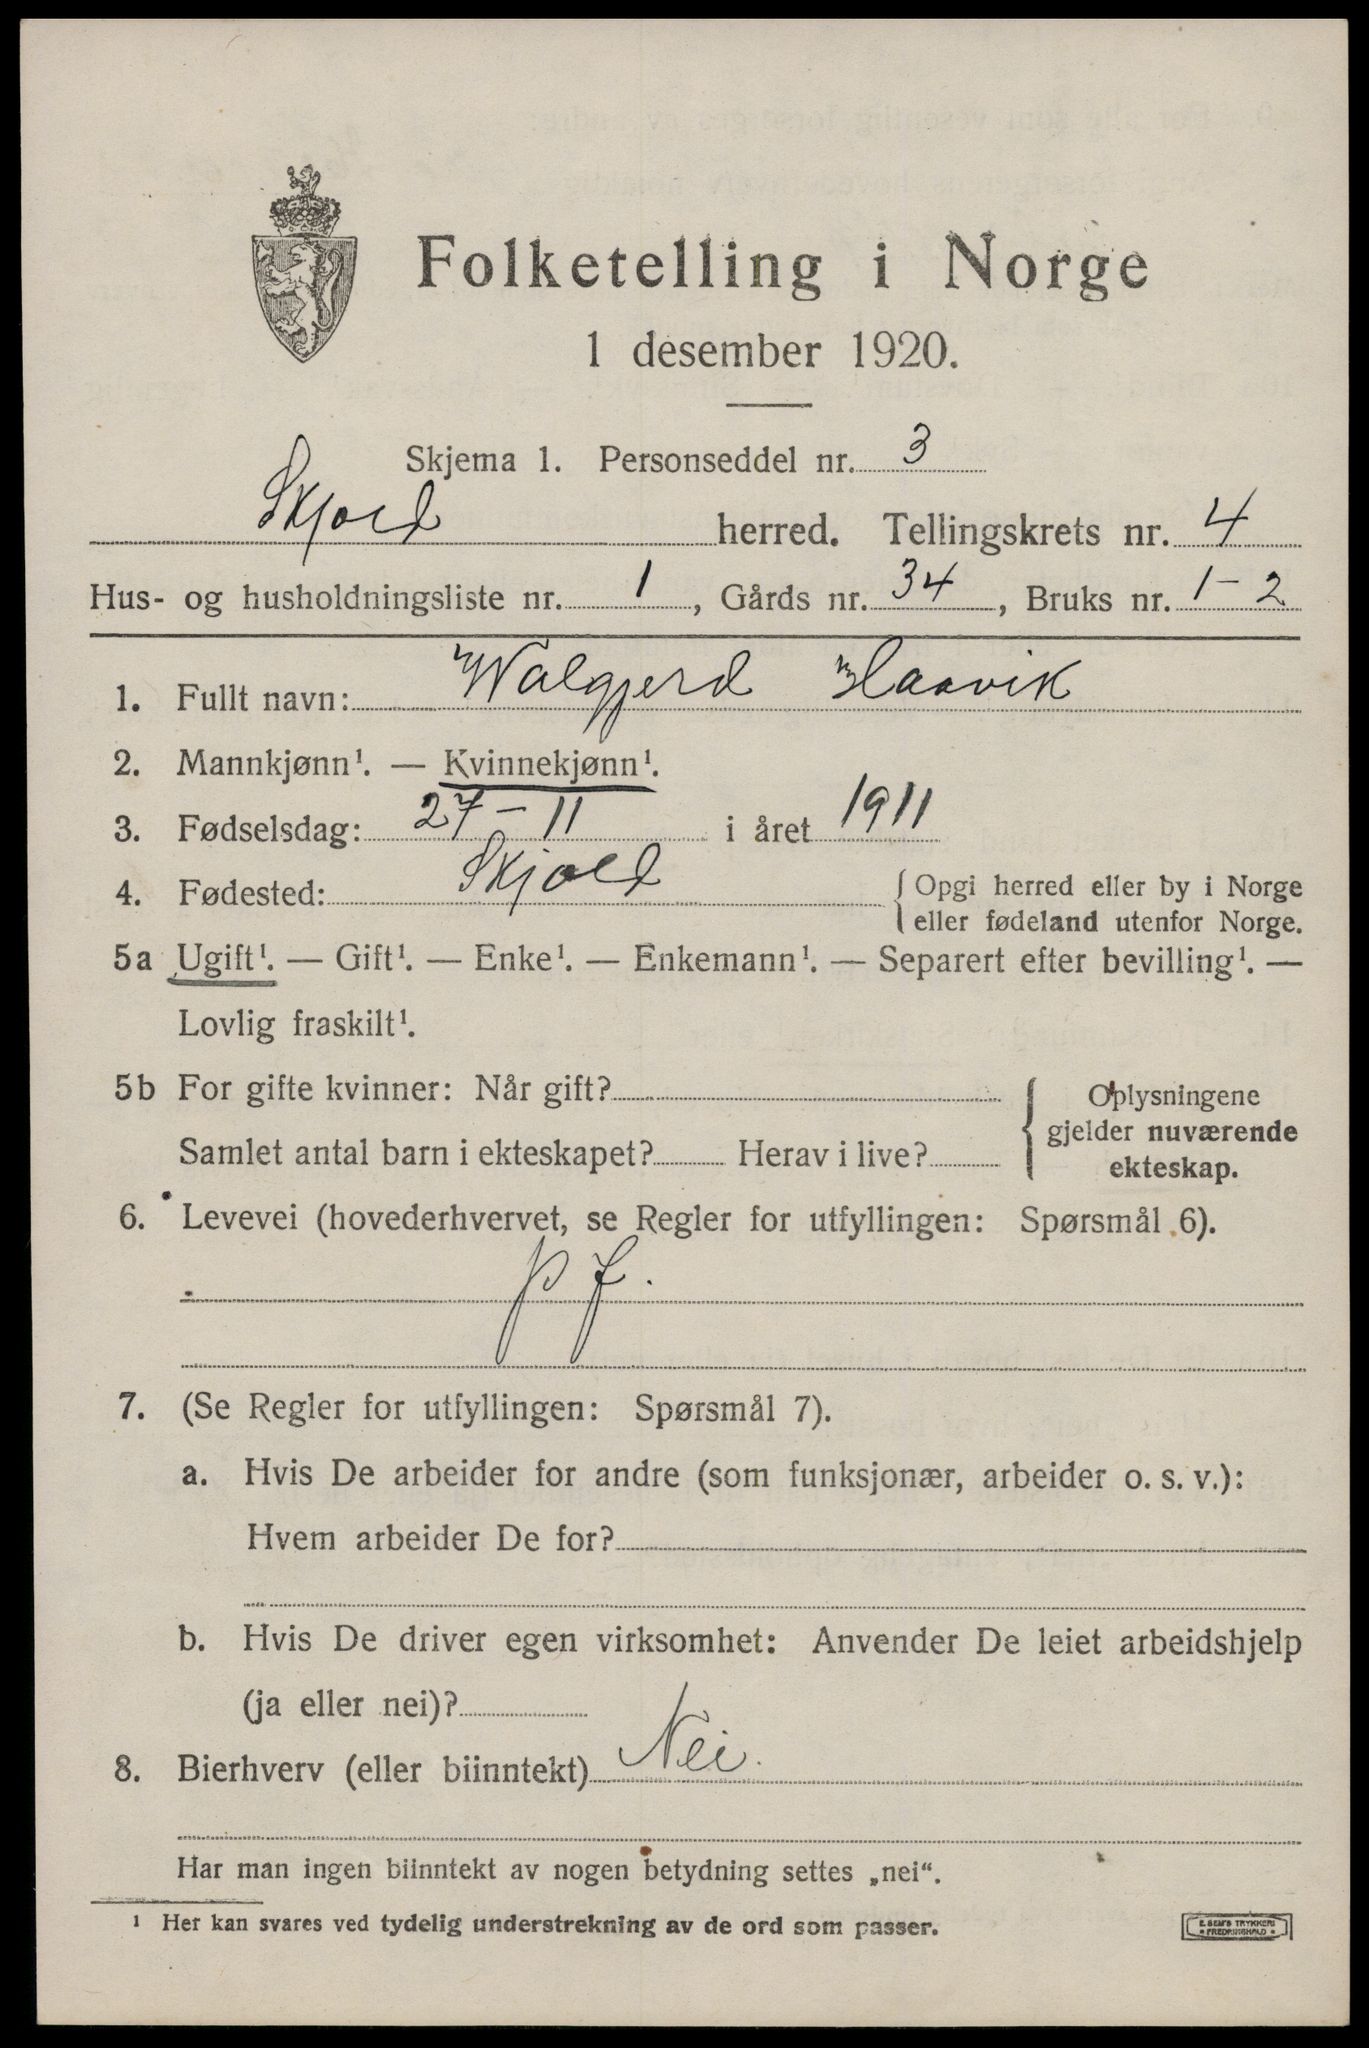 Folketelling i Norge
1 desember 1920.
Skjema 1. Personseddel nr. 3
Skjold herred. Tellingskrets nr. 4
Hus- og husholdningsliste nr. 1, Gårds nr. 34, Bruks nr. 1-2
1. Fullt navn: Walgjerd Haavik
2. Mannkjønn¹. — Kvinnekjønn¹.
3. Fødselsdag: 27-11 i året 1911
4. Fødested: Skjold {Opgi herred eller by i Norge
eller fødeland utenfor Norge.
5a Ugift¹. — Gift¹. — Enke¹. — Enkemann¹. — Separert efter bevilling¹. —
Lovlig fraskilt¹.
5b For gifte kvinner: Når gift? {Oplysningene
gjelder nuværende
Samlet antal barn i ekteskapet? Herav i live? ekteskap.
6. Levevei (hovederhvervet, se Regler for utfyllingen: Spørsmål 6).
p f.
7. (Se Regler for utfyllingen: Spørsmål 7).
a. Hvis De arbeider for andre (som funksjonær, arbeider o. s. v.):
Hvem arbeider De for?
b. Hvis De driver egen virksomhet: Anvender De leiet arbeidshjelp
(ja eller nei)?
8. Bierhverv (eller biinntekt) Nei.
Har man ingen biinntekt av nogen betydning settes „nei“.
¹ Her kan svares ved tydelig understrekning av de ord som passer.
E. SEM'S TRYKKERI
FREDRIKSHALD